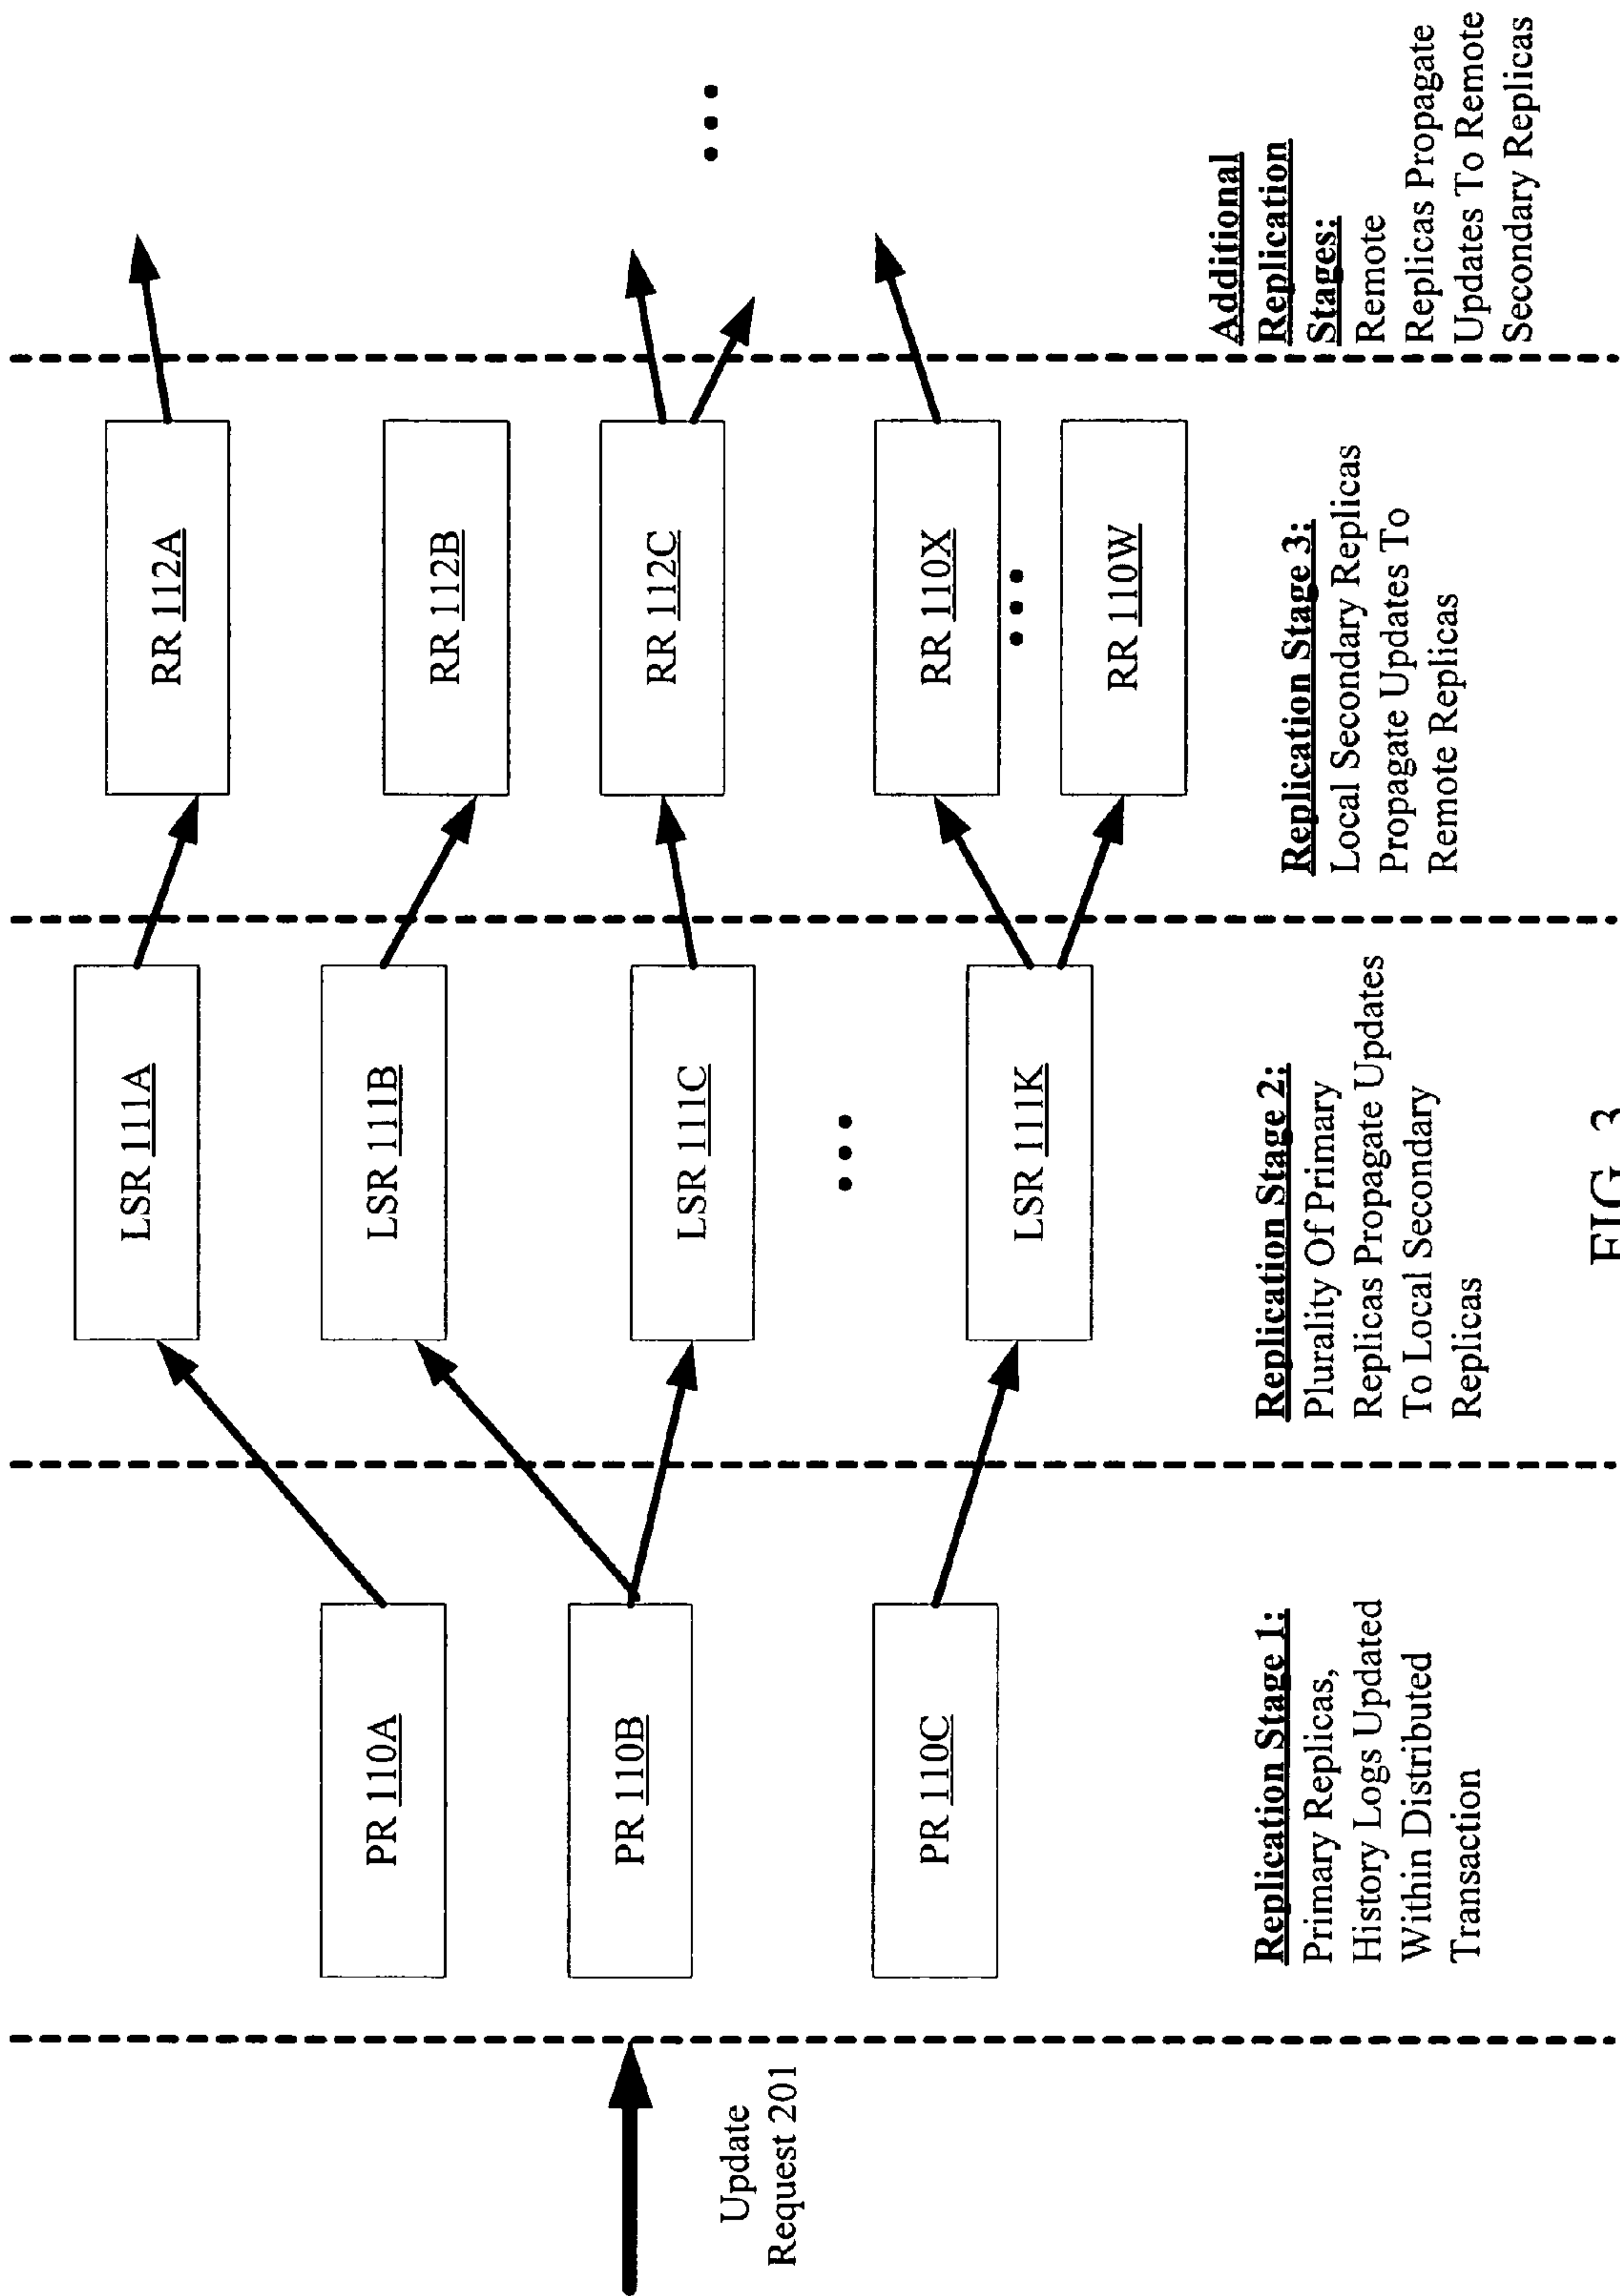 Update
Request 201
PR 110A
PR 110B
PR 110C
Replication Stage 1:
Primary Replicas,
History Logs Updated
Within Distributed
Transaction
LSR 111A
LSR 111B
LSR 111C
LSR 111K
Replication Stage 2:
Plurality Of Primary
Replicas Propagate Updates
To Local Secondary
Replicas
RR 112A
RR 112B
RR 112C
RR 110X
RR 110W
Replication Stage 3:
Local Secondary Replicas
Propagate Updates To
Remote Replicas
Additional
Replication
Stages:
Remote
Replicas Propagate
Updates To Remote
Secondary Replicas
FIG. 3